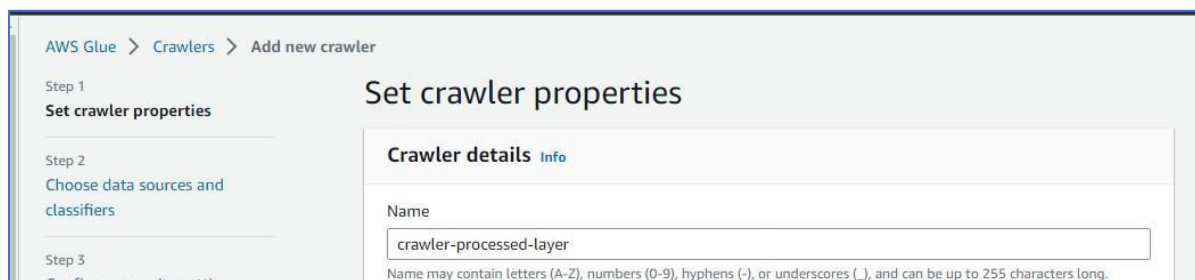 AWS Glue > Crawlers > Add new crawler
Step 1
Set crawler properties
Step 2
Choose data sources and
classifiers
Step 3
Set crawler properties
Crawler details Info
Name
crawler-processed-layer
Name may contain letters (A-Z), numbers (0-9), hyphens (-), or underscores (_), and can be up to 255 characters long.